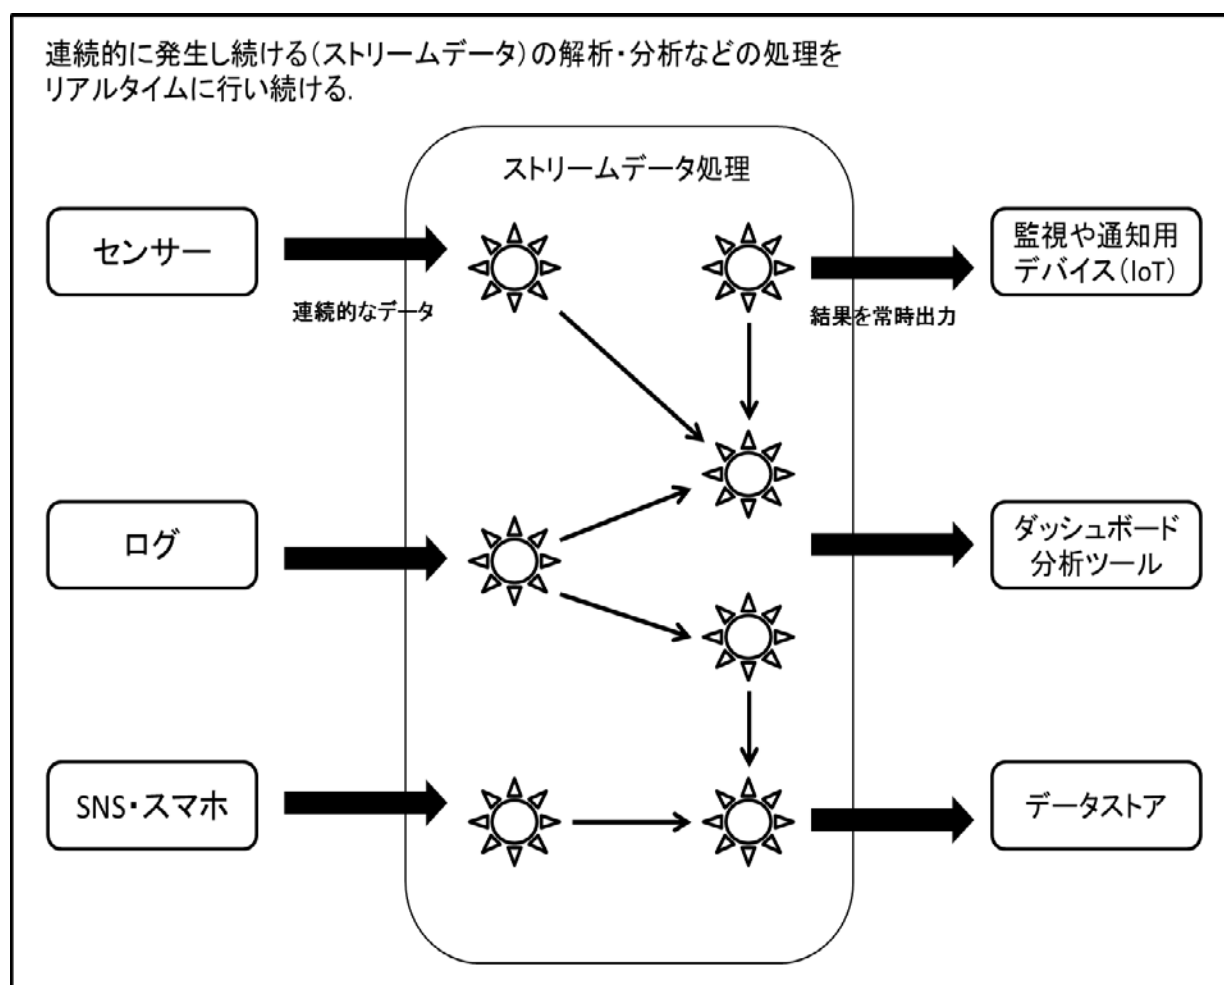 連続的に発生し続ける(ストリームデータ)の解析・分析などの処理を
リアルタイムに行い続ける.
ストリームデータ処理
センサー
連続的なデータ
監視や通知用
デバイス(IoT)
結果を常時出力
ログ
ダッシュボード
分析ツール
SNS・スマホ
データストア